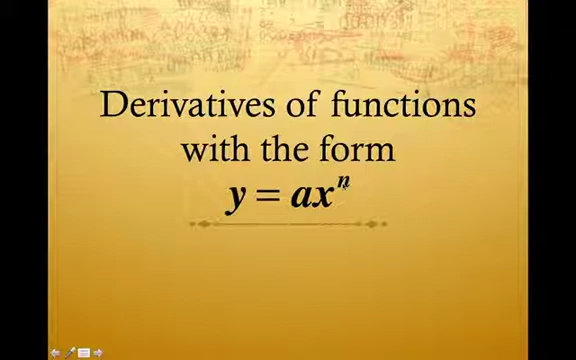 Derivatives of functions
with the form
y = axⁿ